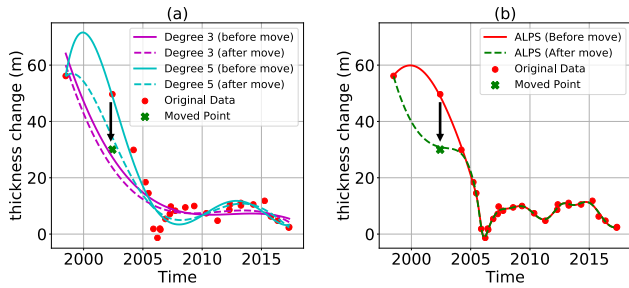 (a)
thickness change (m)
70
60
40
20
0
2000
2005
2010
2015
Time
Degree 3 (before move)
Degree 3 (after move)
Degree 5 (before move)
Degree 5 (after move)
Original Data
Moved Point
(b)
thickness change (m)
80
60
40
20
0
2000
2005
2010
2015
Time
ALPS (Before move)
ALPS (After move)
Original Data
Moved Point